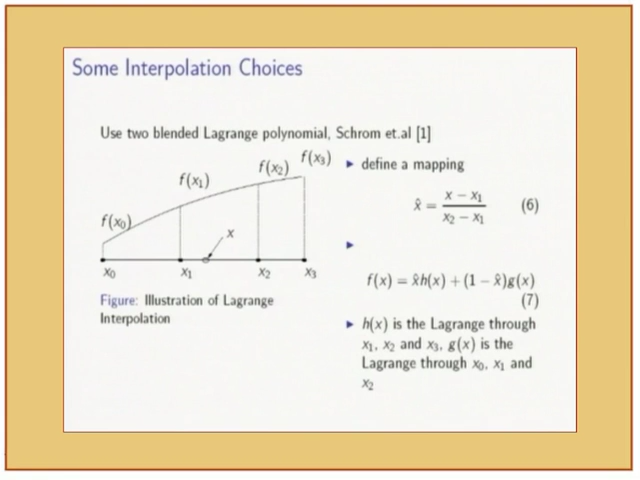 Some Interpolation Choices
Use two blended Lagrange polynomial, Schrom et.al [1]
f(x₀)
f(x₁)
f(x₂)
f(x₃)
x
x₀ x₁ x₂ x₃
Figure: Illustration of Lagrange
Interpolation
▶ define a mapping
x̂ = (x − x₁)/(x₂ − x₁) (6)
▶
f(x) = x̂h(x) + (1 − x̂)g(x)
(7)
▶ h(x) is the Lagrange through
x₁, x₂ and x₃, g(x) is the
Lagrange through x₀, x₁ and
x₂